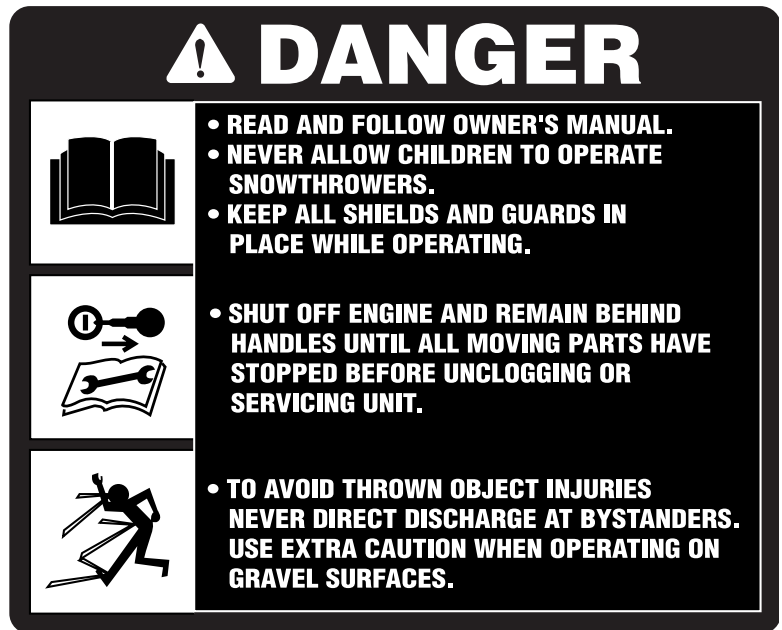 DANGER
• READ AND FOLLOW OWNER'S MANUAL.
• NEVER ALLOW CHILDREN TO OPERATE
SNOWTHROWERS.
• KEEP ALL SHIELDS AND GUARDS IN
PLACE WHILE OPERATING.
• SHUT OFF ENGINE AND REMAIN BEHIND
HANDLES UNTIL ALL MOVING PARTS HAVE
STOPPED BEFORE UNCLOGGING OR
SERVICING UNIT.
• TO AVOID THROWN OBJECT INJURIES
NEVER DIRECT DISCHARGE AT BYSTANDERS.
USE EXTRA CAUTION WHEN OPERATING ON
GRAVEL SURFACES.